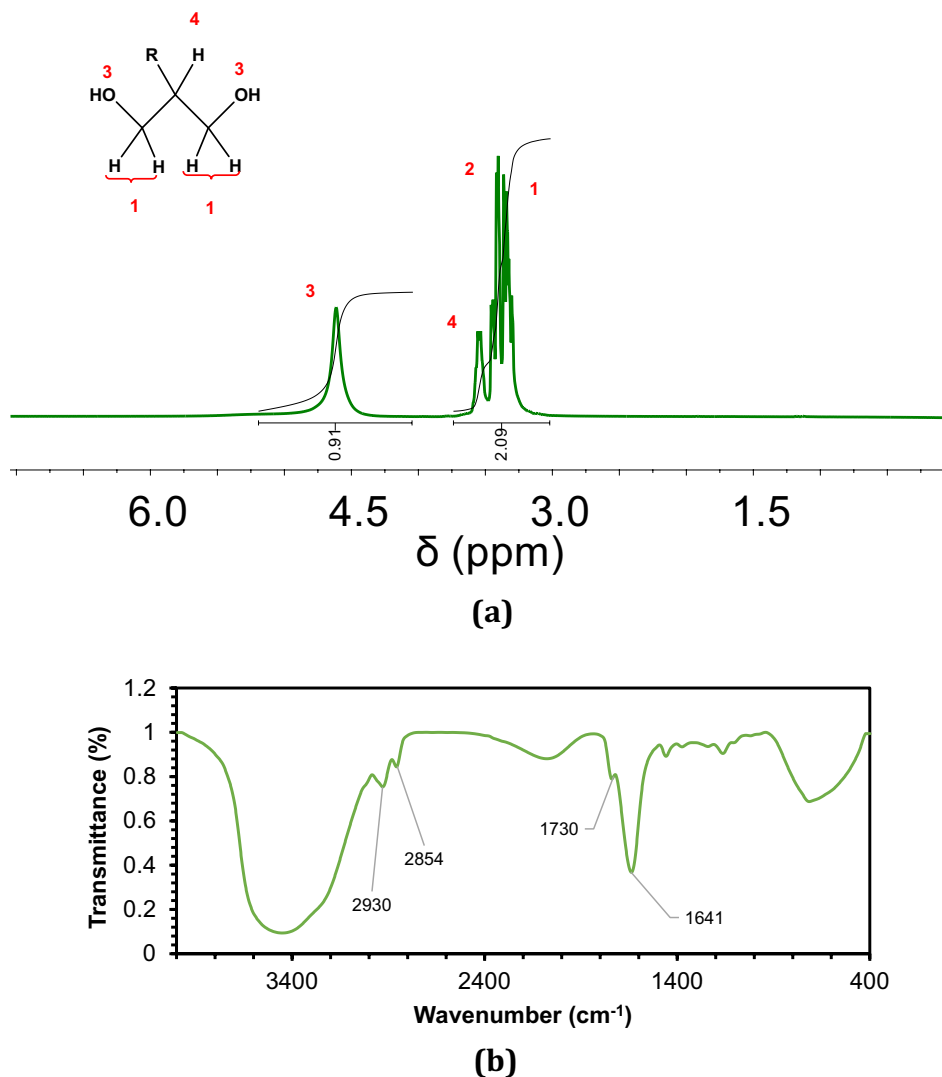 4
R H
3 3
HO OH
H H H H
1 1
2
1
3
4
0.91
2.09
6.0 4.5 3.0 1.5
δ (ppm)
(a)
1.2
1
0.8
0.6
0.4
0.2
0
Transmittance (%)
1730
2854
2930
1641
3400 2400 1400 400
Wavenumber (cm-1)
(b)